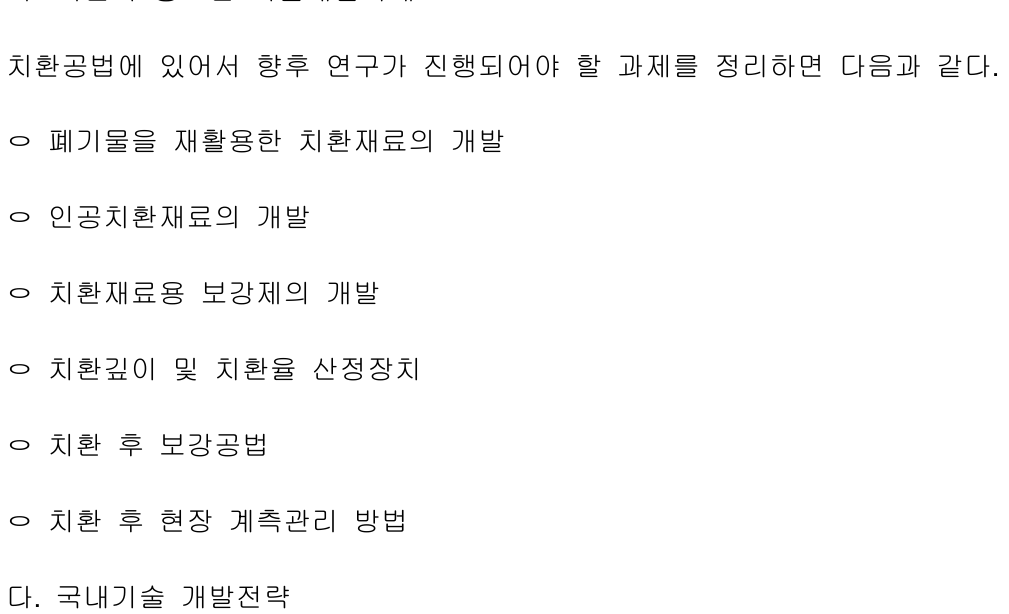 치환공법에 있어서 향후 연구가 진행되어야 할 과제를 정리하면 다음과 같다.
ㅇ 폐기물을 재활용한 치환재료의 개발
ㅇ 인공치환재료의 개발
ㅇ 치환재료용 보강제의 개발
ㅇ 치환깊이 및 치환율 산정장치
ㅇ 치환 후 보강공법
ㅇ 치환 후 현장 계측관리 방법
다. 국내기술 개발전략